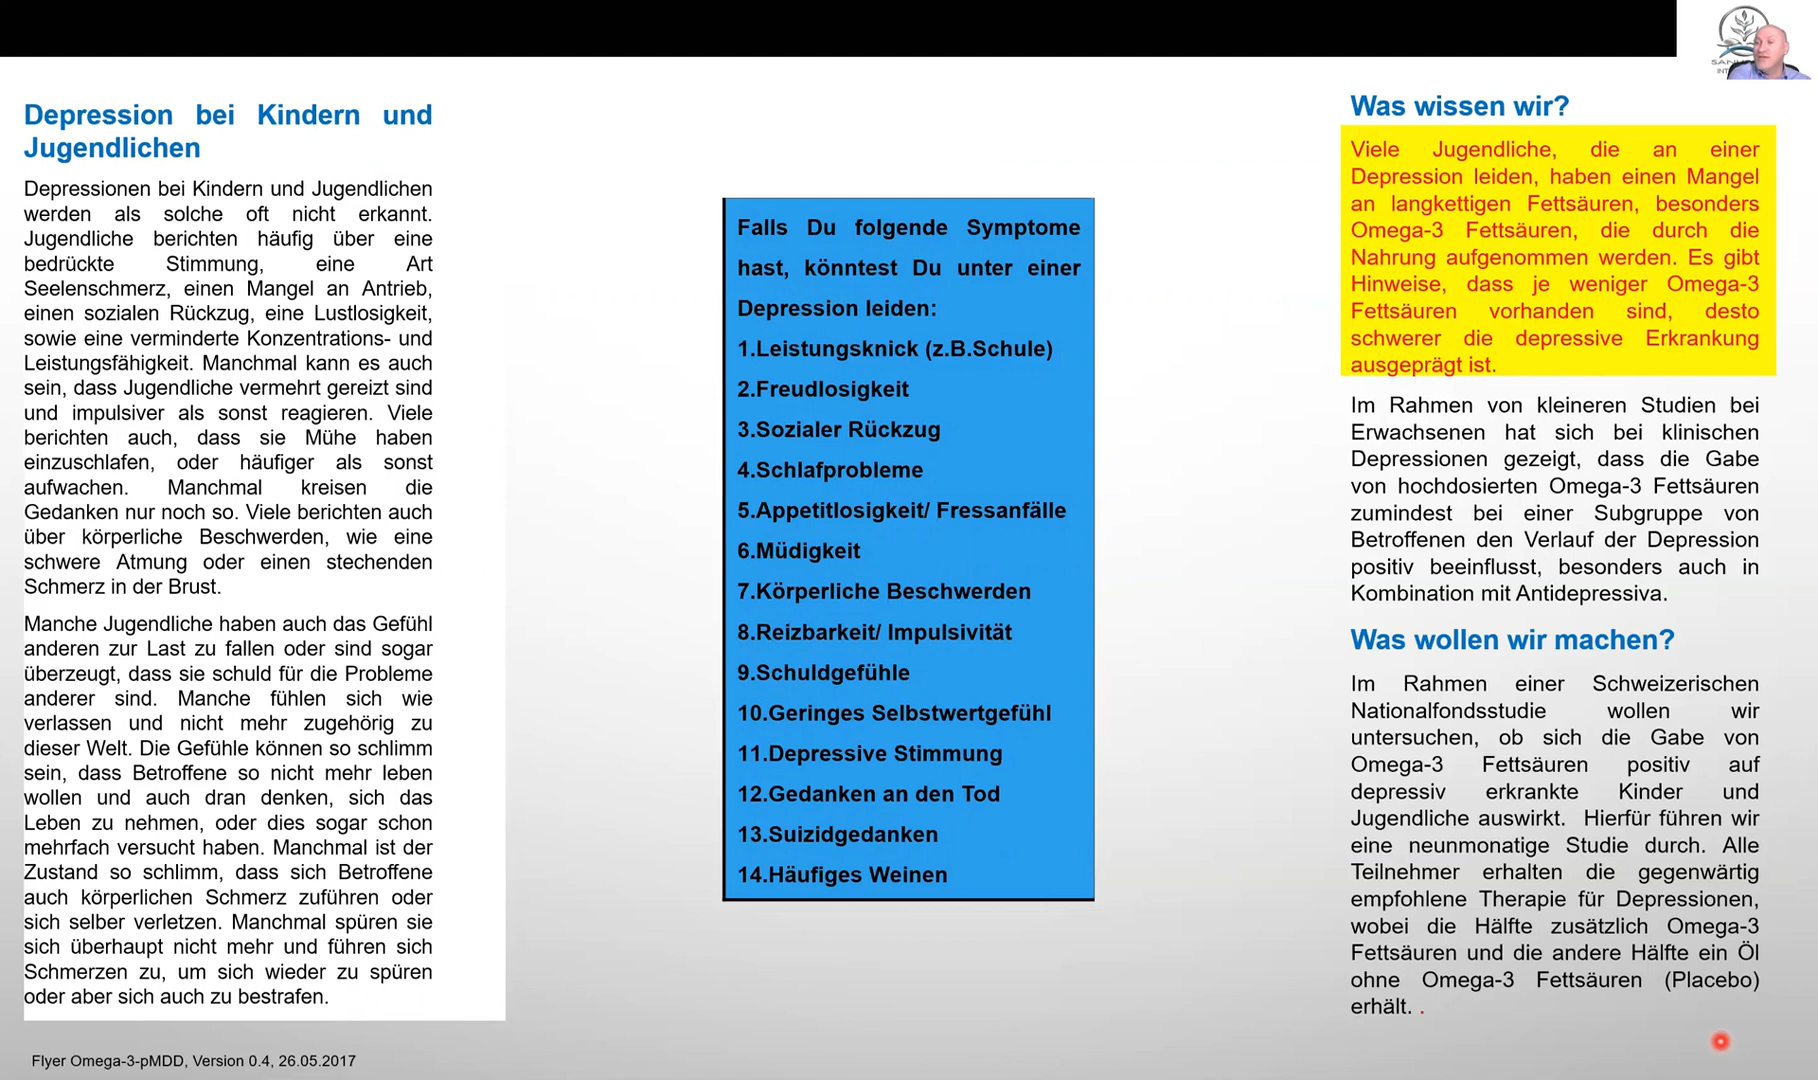 Depression bei Kindern und
Jugendlichen
Depressionen bei Kindern und Jugendlichen
werden als solche oft nicht erkannt.
Jugendliche berichten häufig über eine
bedrückte Stimmung, eine Art
Seelenschmerz, einen Mangel an Antrieb,
einen sozialen Rückzug, eine Lustlosigkeit,
sowie eine verminderte Konzentrations- und
Leistungsfähigkeit. Manchmal kann es auch
sein, dass Jugendliche vermehrt gereizt sind
und impulsiver als sonst reagieren. Viele
berichten auch, dass sie Mühe haben
einzuschlafen, oder häufiger als sonst
aufwachen. Manchmal kreisen die
Gedanken nur noch so. Viele berichten auch
über körperliche Beschwerden, wie eine
schwere Atmung oder einen stechenden
Schmerz in der Brust.
Manche Jugendliche haben auch das Gefühl
anderen zur Last zu fallen oder sind sogar
überzeugt, dass sie schuld für die Probleme
anderer sind. Manche fühlen sich wie
verlassen und nicht mehr zugehörig zu
dieser Welt. Die Gefühle können so schlimm
sein, dass Betroffene so nicht mehr leben
wollen und auch dran denken, sich das
Leben zu nehmen, oder dies sogar schon
mehrfach versucht haben. Manchmal ist der
Zustand so schlimm, dass sich Betroffene
auch körperlichen Schmerz zuführen oder
sich selber verletzen. Manchmal spüren sie
sich überhaupt nicht mehr und führen sich
Schmerzen zu, um sich wieder zu spüren
oder aber sich auch zu bestrafen.
Flyer Omega-3-pMDD, Version 0.4, 26.05.2017
Falls Du folgende Symptome
hast, könntest Du unter einer
Depression leiden:
1.Leistungsknick (z.B.Schule)
2.Freudlosigkeit
3.Sozialer Rückzug
4.Schlafprobleme
5.Appetitlosigkeit/ Fressanfälle
6.Müdigkeit
7.Körperliche Beschwerden
8.Reizbarkeit/ Impulsivität
9.Schuldgefühle
10.Geringes Selbstwertgefühl
11.Depressive Stimmung
12.Gedanken an den Tod
13.Suizidgedanken
14.Häufiges Weinen
Was wissen wir?
Viele Jugendliche, die an einer
Depression leiden, haben einen Mangel
an langkettigen Fettsäuren, besonders
Omega-3 Fettsäuren, die durch die
Nahrung aufgenommen werden. Es gibt
Hinweise, dass je weniger Omega-3
Fettsäuren vorhanden sind, desto
schwerer die depressive Erkrankung
ausgeprägt ist.
Im Rahmen von kleineren Studien bei
Erwachsenen hat sich bei klinischen
Depressionen gezeigt, dass die Gabe
von hochdosierten Omega-3 Fettsäuren
zumindest bei einer Subgruppe von
Betroffenen den Verlauf der Depression
positiv beeinflusst, besonders auch in
Kombination mit Antidepressiva.
Was wollen wir machen?
Im Rahmen einer Schweizerischen
Nationalfondsstudie wollen wir
untersuchen, ob sich die Gabe von
Omega-3 Fettsäuren positiv auf
depressiv erkrankte Kinder und
Jugendliche auswirkt. Hierfür führen wir
eine neunmonatige Studie durch. Alle
Teilnehmer erhalten die gegenwärtig
empfohlene Therapie für Depressionen,
wobei die Hälfte zusätzlich Omega-3
Fettsäuren und die andere Hälfte ein Öl
ohne Omega-3 Fettsäuren (Placebo)
erhält. .